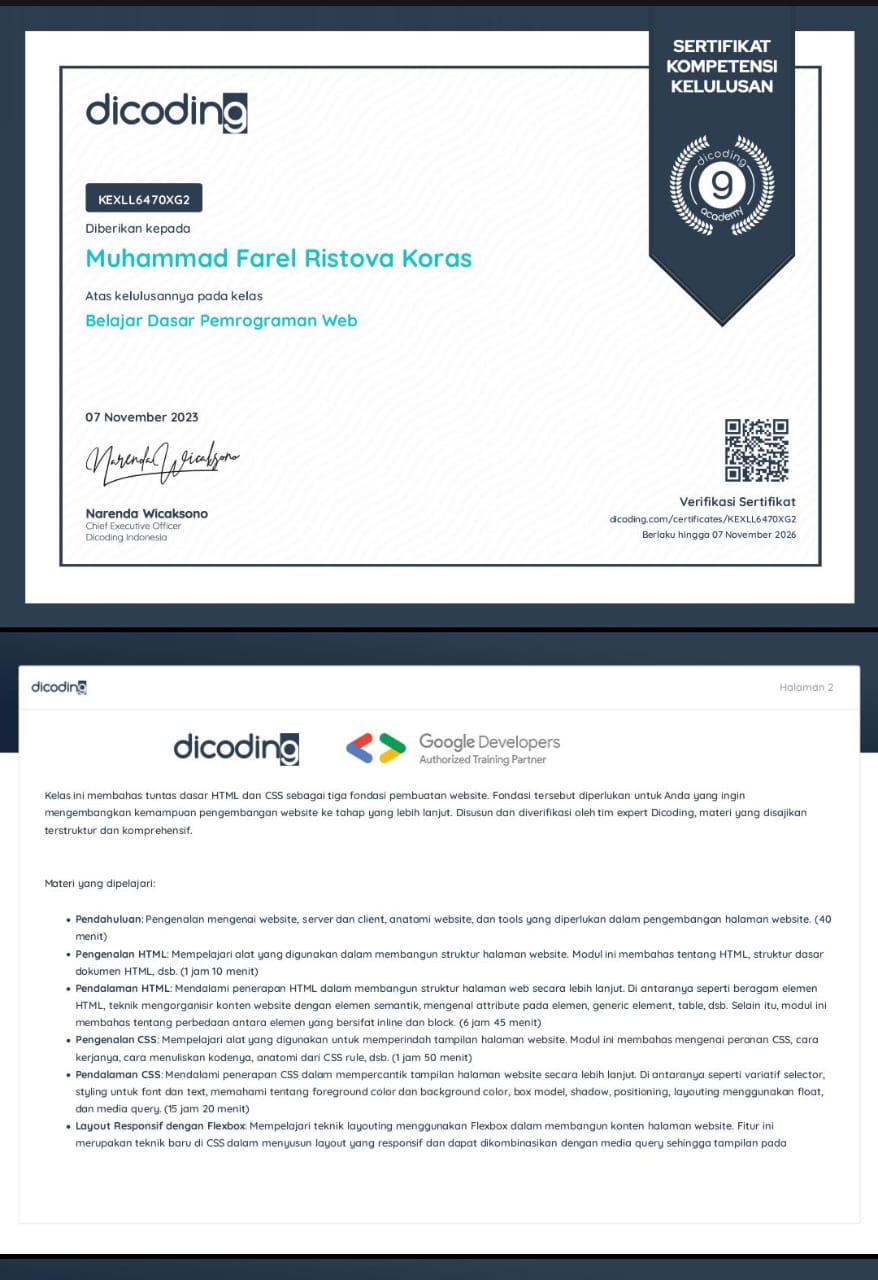 SERTIFIKAT
KOMPETENSI
KELULUSAN
dicoding
dicoding
9
academy
KEXLL6470XG2
Diberikan kepada
Muhammad Farel Ristova Koras
Atas kelulusannya pada kelas
Belajar Dasar Pemrograman Web
07 November 2023
Narenda Wicaksono
Narenda Wicaksono
Chief Executive Officer
Dicoding Indonesia
Verifikasi Sertifikat
dicoding.com/certificates/KEXLL6470XG2
Berlaku hingga 07 November 2026
dicoding
Halaman 2
dicoding
Google Developers
Authorized Training Partner
Kelas ini membahas tuntas dasar HTML dan CSS sebagai tiga fondasi pembuatan website. Fondasi tersebut diperlukan untuk Anda yang ingin
mengembangkan kemampuan pengembangan website ke tahap yang lebih lanjut. Disusun dan diverifikasi oleh tim expert Dicoding, materi yang disajikan
terstruktur dan komprehensif.
Materi yang dipelajari:
• Pendahuluan: Pengenalan mengenai website, server dan client, anatomi website, dan tools yang diperlukan dalam pengembangan halaman website. (40
menit)
• Pengenalan HTML: Mempelajari alat yang digunakan dalam membangun struktur halaman website. Modul ini membahas tentang HTML, struktur dasar
dokumen HTML, dsb. (1 jam 10 menit)
• Pendalaman HTML: Mendalami penerapan HTML dalam membangun struktur halaman web secara lebih lanjut. Di antaranya seperti beragam elemen
HTML, teknik mengorganisir konten website dengan elemen semantik, mengenal attribute pada elemen, generic element, table, dsb. Selain itu, modul ini
membahas tentang perbedaan antara elemen yang bersifat inline dan block. (6 jam 45 menit)
• Pengenalan CSS: Mempelajari alat yang digunakan untuk memperindah tampilan halaman website. Modul ini membahas mengenai peranan CSS, cara
kerjanya, cara menuliskan kodenya, anatomi dari CSS rule, dsb. (1 jam 50 menit)
• Pendalaman CSS: Mendalami penerapan CSS dalam mempercantik tampilan halaman website secara lebih lanjut. Di antaranya seperti variatif selector,
styling untuk font dan text, memahami tentang foreground color dan background color, box model, shadow, positioning, layouting menggunakan float,
dan media query. (15 jam 20 menit)
• Layout Responsif dengan Flexbox: Mempelajari teknik layouting menggunakan Flexbox dalam membangun konten halaman website. Fitur ini
merupakan teknik baru di CSS dalam menyusun layout yang responsif dan dapat dikombinasikan dengan media query sehingga tampilan pada